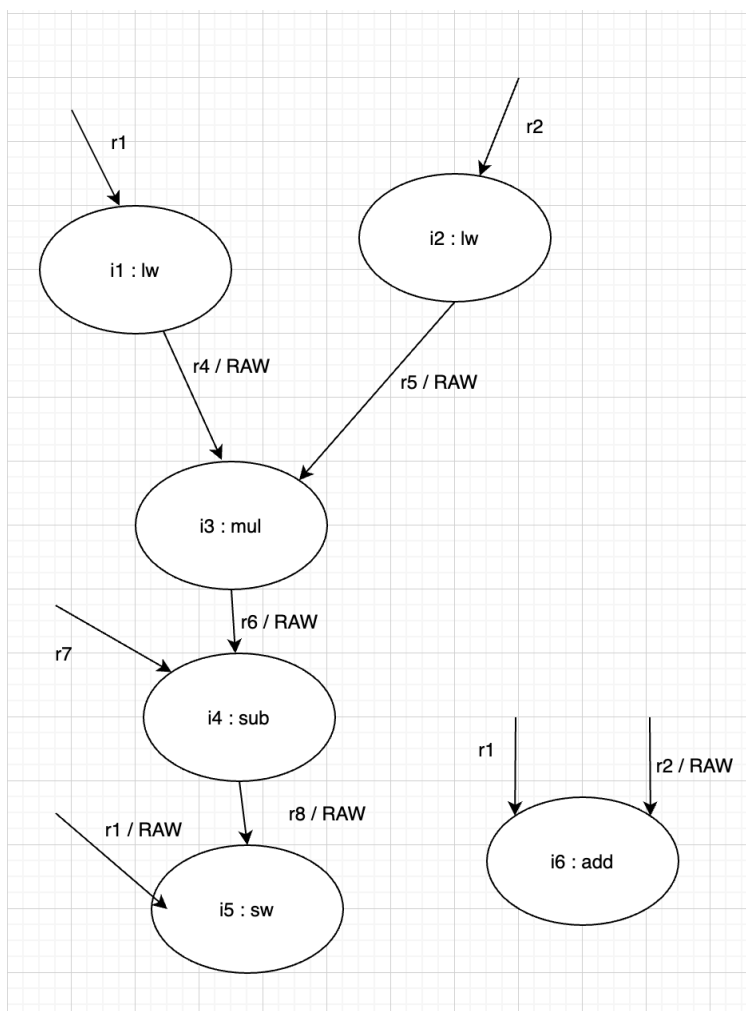 r1
r2
i1 : lw
i2 : lw
r4 / RAW
r5 / RAW
i3 : mul
r6 / RAW
r7
i4 : sub
r1
r2 / RAW
r8 / RAW
r1 / RAW
i6 : add
i5 : sw